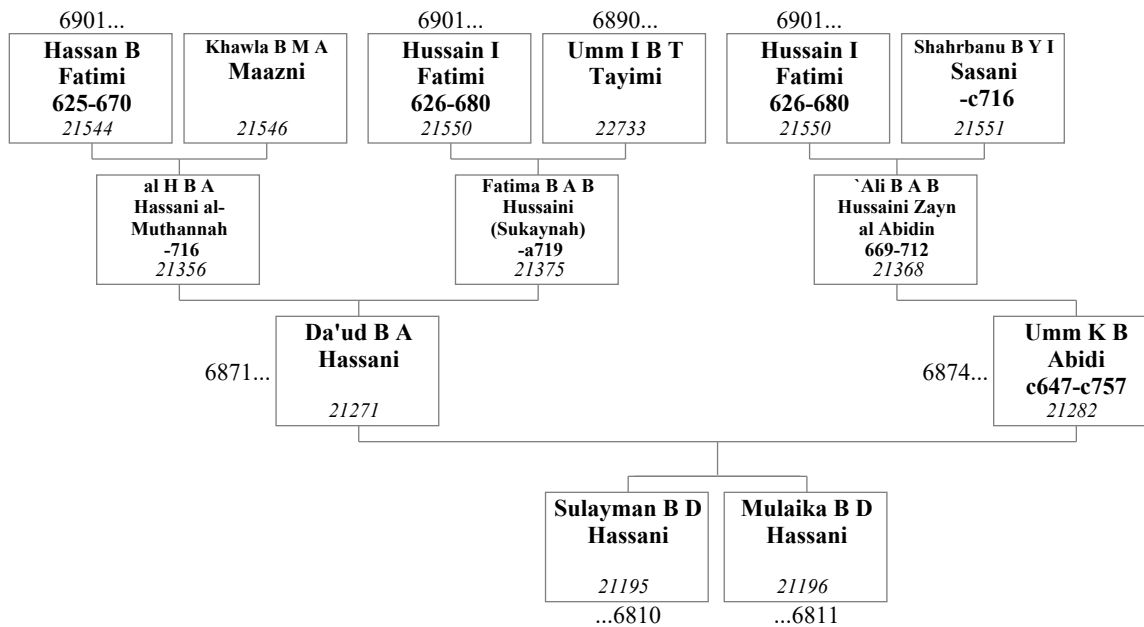 6901...
6901...
6890...
6901...
Hassan B
Fatimi
625-670
21544
Khawla B M A
Maazni
21546
Hussain I
Fatimi
626-680
21550
Umm I B T
Tayimi
22733
Hussain I
Fatimi
626-680
21550
Shahrbanu B Y I
Sasani
-c716
21551
al H B A
Hassani al-
Muthannah
-716
21356
Fatima B A B
Hussaini
(Sukaynah)
-a719
21375
`Ali B A B
Hussaini Zayn
al Abidin
669-712
21368
6871...
Da'ud B A
Hassani
21271
6874...
Umm K B
Abidi
c647-c757
21282
Sulayman B D
Hassani
21195
...6810
Mulaika B D
Hassani
21196
...6811